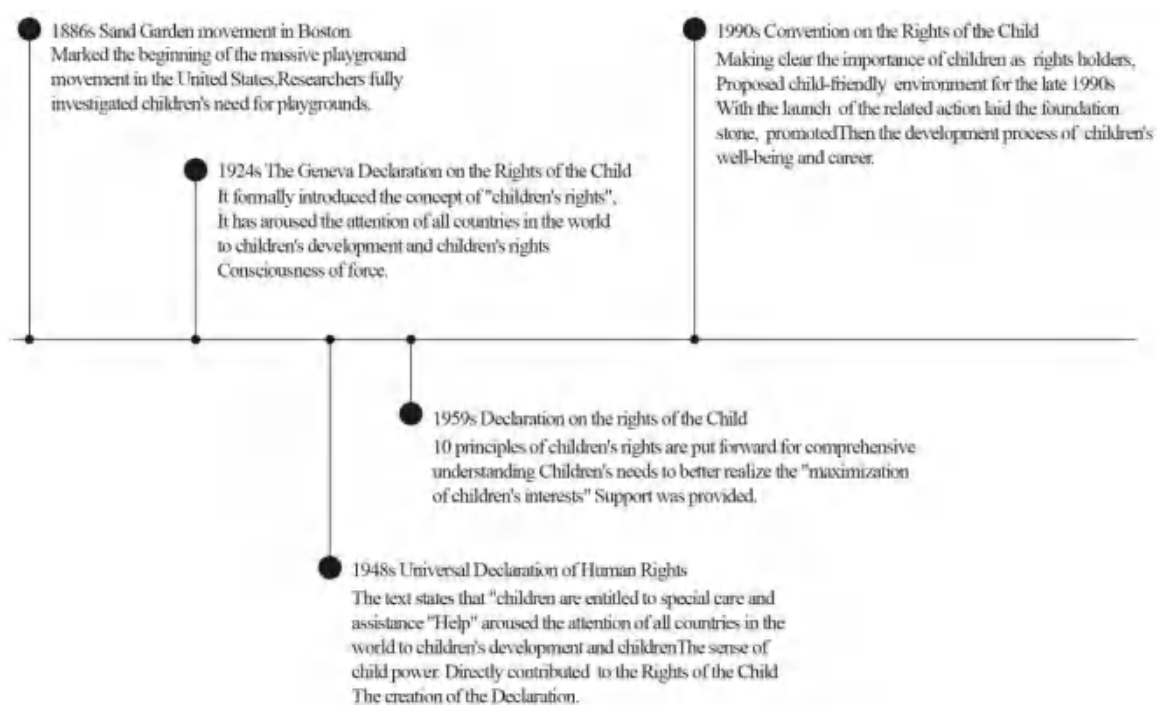 1886s Sand Garden movement in Boston
Marked the beginning of the massive playground
movement in the United States,Researchers fully
investigated children's need for playgrounds.
1924s The Geneva Declaration on the Rights of the Child
It formally introduced the concept of "children's rights",
It has aroused the attention of all countries in the world
to children's development and children's rights
Consciousness of force.
1948s Universal Declaration of Human Rights
The text states that "children are entitled to special care and
assistance "Help" aroused the attention of all countries in the
world to children's development and childrenThe sense of
child power. Directly contributed to the Rights of the Child
The creation of the Declaration.
1959s Declaration on the rights of the Child
10 principles of children's rights are put forward for comprehensive
understanding Children's needs to better realize the "maximization
of children's interests" Support was provided.
1990s Convention on the Rights of the Child
Making clear the importance of children as rights holders,
Proposed child-friendly environment for the late 1990s
With the launch of the related action laid the foundation
stone, promotedThen the development process of children's
well-being and career.